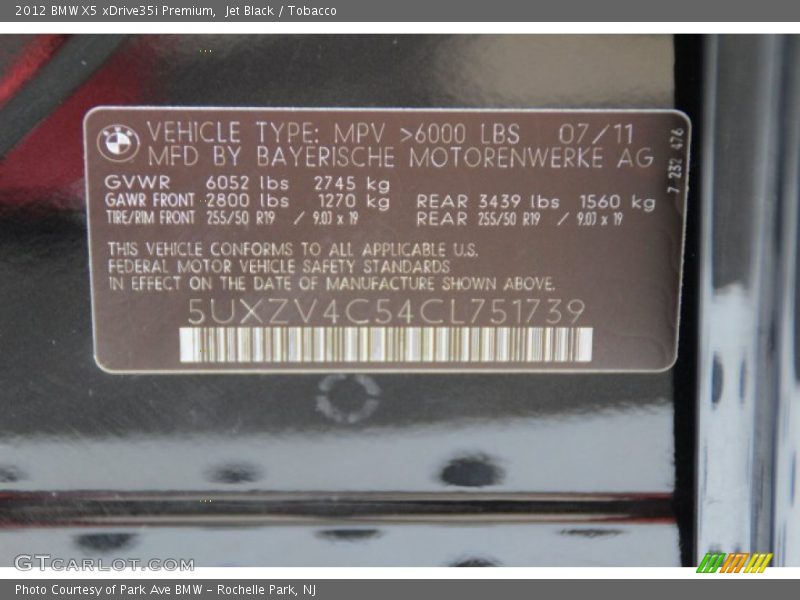 2012 BMW X5 xDrive35i Premium,  Jet Black / Tobacco
VEHICLE TYPE: MPV >6000 LBS 07/11
MFD BY BAYERISCHE MOTORENWERKE AG
7 232 476
GVWR 6052 lbs 2745 kg
GAWR FRONT 2800 lbs 1270 kg REAR 3439 lbs 1560 kg
TIRE/RIM FRONT 255/50 R19 / 9.0J x 19 REAR 255/50 R19 / 9.0J x 19
THIS VEHICLE CONFORMS TO ALL APPLICABLE U.S.
FEDERAL MOTOR VEHICLE SAFETY STANDARDS
IN EFFECT ON THE DATE OF MANUFACTURE SHOWN ABOVE.
5UXZV4C54CL751739
GTCARLOT.COM
Photo Courtesy of Park Ave BMW - Rochelle Park, NJ